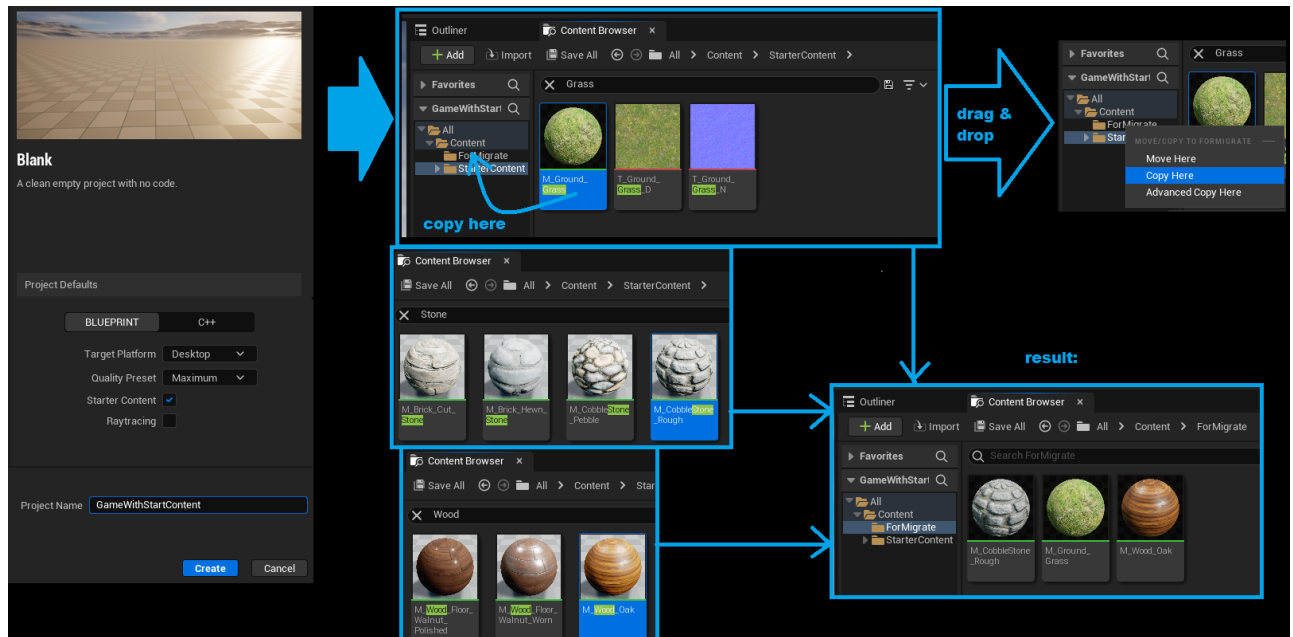 Blank
A clean empty project with no code.
Project Defaults
BLUEPRINT
C++
Target Platform
Desktop
Quality Preset
Maximum
Starter Content
Raytracing
Project Name
GameWithStartContent
Create
Cancel
Outliner
Content Browser
Add
Import
Save All
All
Content
StarterContent
Favorites
Grass
GameWithStart
All
Content
ForMigrate
StarterContent
M_Ground_
Grass
T_Ground_
Grass_D
T_Ground_
Grass_N
copy here
drag &
drop
Favorites
Grass
GameWithStart
All
Content
ForMigrate
Star
MOVE/COPY TO FORMIGRATE
Move Here
Copy Here
Advanced Copy Here
Content Browser
Save All
All
Content
StarterContent
Stone
M_Brick_Cut_
Stone
M_Brick_Hewn_
Stone
M_CobbleStone
_Pebble
M_CobbleStone
_Rough
Content Browser
Save All
All
Content
Star
Wood
M_Wood_Floor_
Walnut_
Polished
M_Wood_Floor_
Walnut_Worn
M_Wood_Oak
result:
Outliner
Content Browser
Add
Import
Save All
All
Content
ForMigrate
Favorites
Search ForMigrate
GameWithStart
All
Content
ForMigrate
StarterContent
M_CobbleStone
_Rough
M_Ground_
Grass
M_Wood_Oak